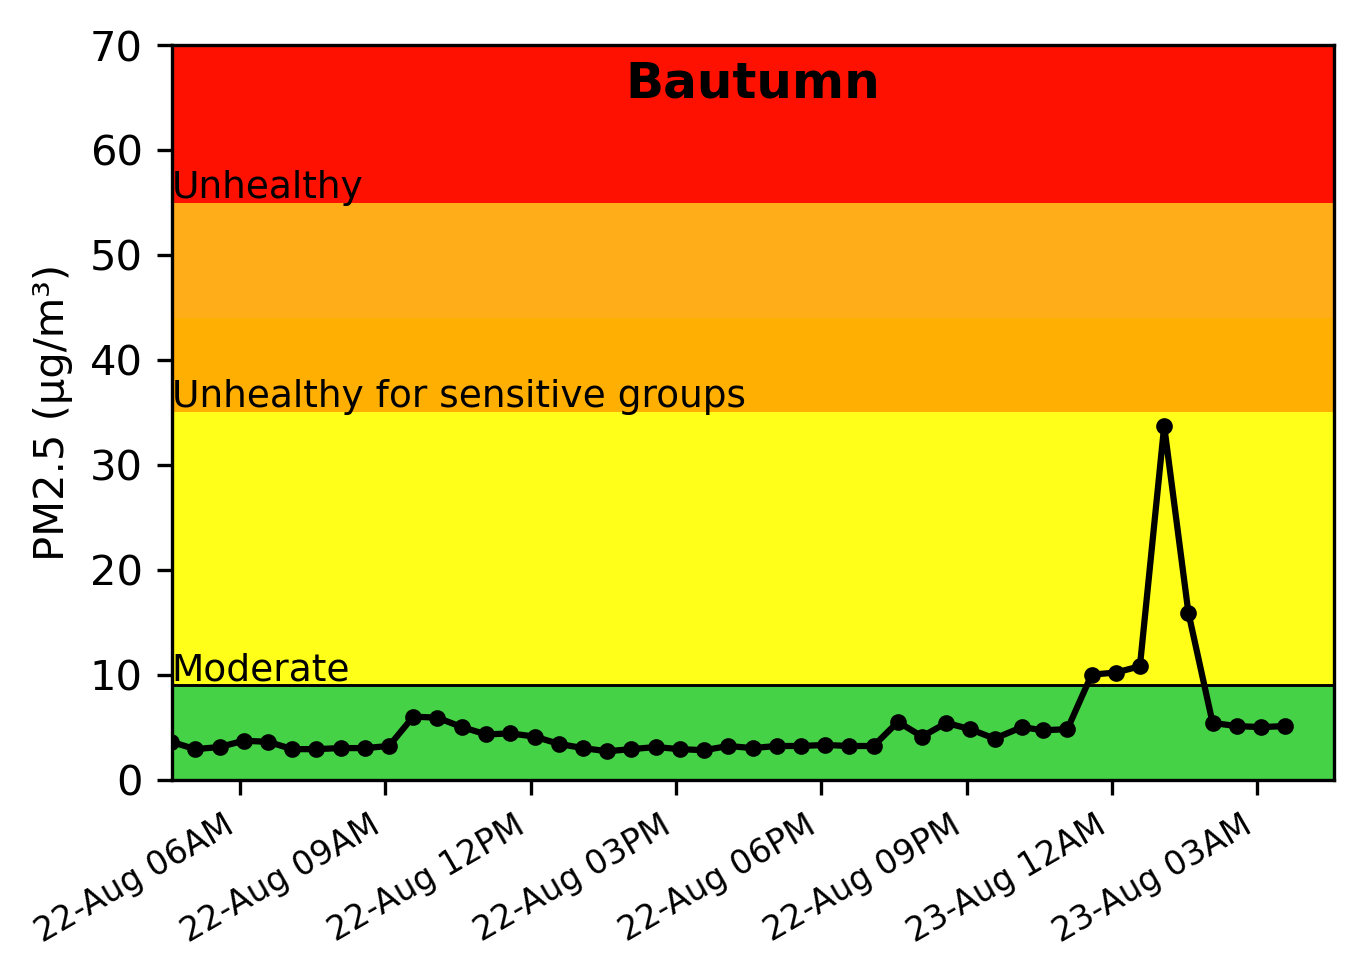 Bautumn
70
60
50
40
30
20
10
0
PM2.5 (μg/m³)
Unhealthy
Unhealthy for sensitive groups
Moderate
22-Aug 06AM
22-Aug 09AM
22-Aug 12PM
22-Aug 03PM
22-Aug 06PM
22-Aug 09PM
23-Aug 12AM
23-Aug 03AM